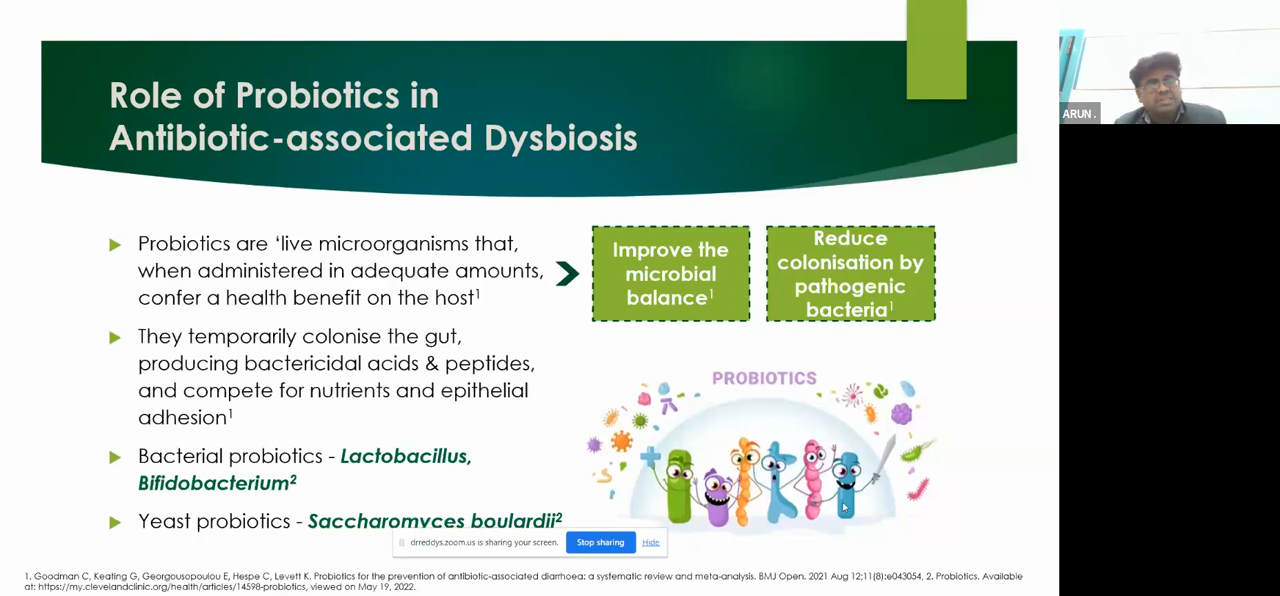 Role of Probiotics in
Antibiotic-associated Dysbiosis
Probiotics are ‘live microorganisms that,
when administered in adequate amounts,
confer a health benefit on the host1
They temporarily colonise the gut,
producing bactericidal acids & peptides,
and compete for nutrients and epithelial
adhesion1
Bacterial probiotics - Lactobacillus,
Bifidobacterium2
Yeast probiotics - Saccharomyces boulardii2
Improve the
microbial
balance1
Reduce
colonisation by
pathogenic
bacteria1
PROBIOTICS
ARUN .
drreddys.zoom.us is sharing your screen.
Stop sharing
Hide
1. Goodman C, Keating G, Georgousopoulou E, Hespe C, Levett K. Probiotics for the prevention of antibiotic-associated diarrhoea: a systematic review and meta-analysis. BMJ Open. 2021 Aug 12;11(8):e043054, 2. Probiotics. Available
at: https://my.clevelandclinic.org/health/articles/14598-probiotics, viewed on May 19, 2022.